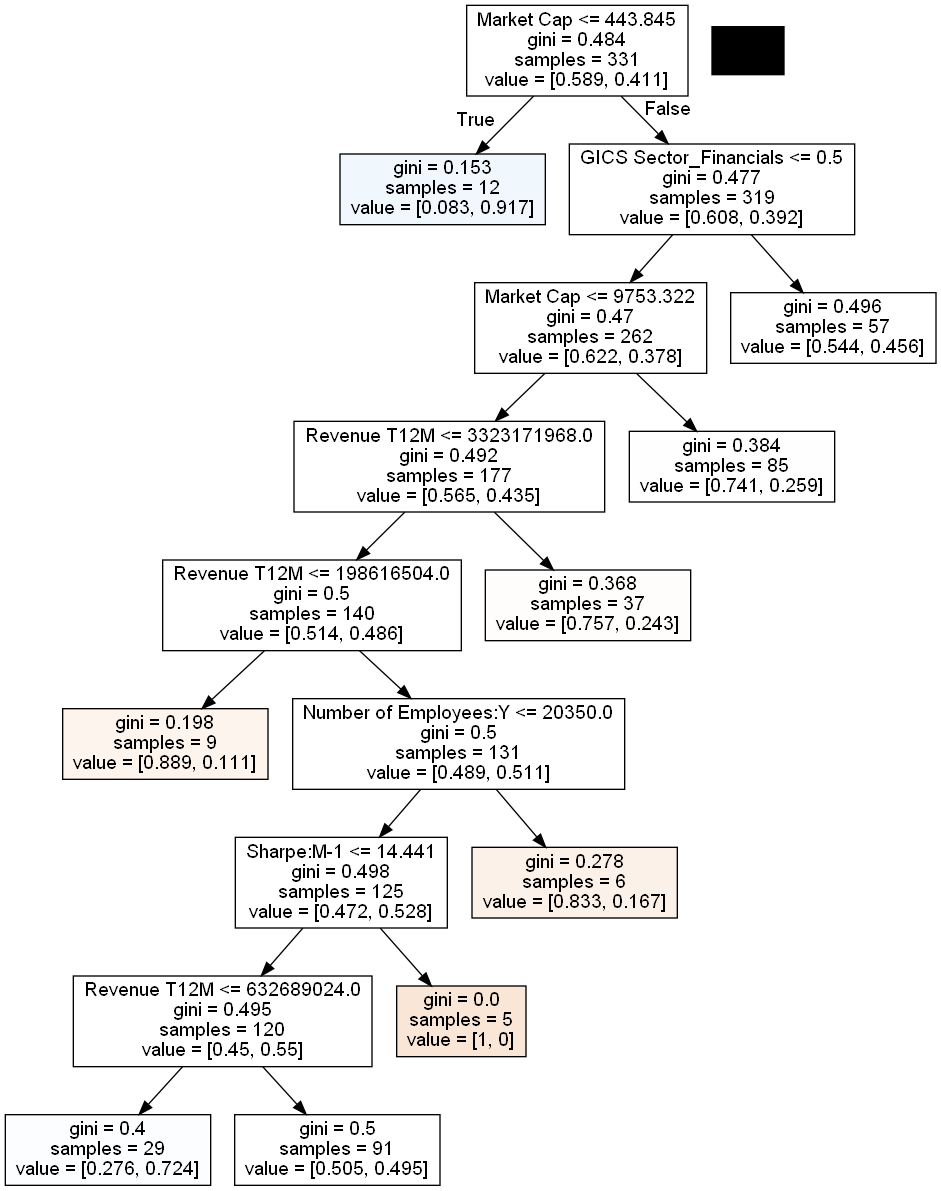 Market Cap <= 443.845
gini = 0.484
samples = 331
value = [0.589, 0.411]
True
False
gini = 0.153
samples = 12
value = [0.083, 0.917]
GICS Sector_Financials <= 0.5
gini = 0.477
samples = 319
value = [0.608, 0.392]
Market Cap <= 9753.322
gini = 0.47
samples = 262
value = [0.622, 0.378]
gini = 0.496
samples = 57
value = [0.544, 0.456]
Revenue T12M <= 3323171968.0
gini = 0.492
samples = 177
value = [0.565, 0.435]
gini = 0.384
samples = 85
value = [0.741, 0.259]
Revenue T12M <= 198616504.0
gini = 0.5
samples = 140
value = [0.514, 0.486]
gini = 0.368
samples = 37
value = [0.757, 0.243]
gini = 0.198
samples = 9
value = [0.889, 0.111]
Number of Employees:Y <= 20350.0
gini = 0.5
samples = 131
value = [0.489, 0.511]
Sharpe:M-1 <= 14.441
gini = 0.498
samples = 125
value = [0.472, 0.528]
gini = 0.278
samples = 6
value = [0.833, 0.167]
Revenue T12M <= 632689024.0
gini = 0.495
samples = 120
value = [0.45, 0.55]
gini = 0.0
samples = 5
value = [1, 0]
gini = 0.4
samples = 29
value = [0.276, 0.724]
gini = 0.5
samples = 91
value = [0.505, 0.495]